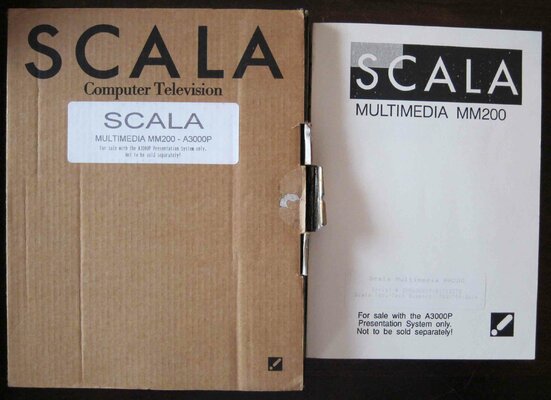 SCALA
Computer Television
SCALA
MULTIMEDIA MM200 - A3000P
For sale with the A3000P Presentation System only.
Not to be sold separately!
SCALA
MULTIMEDIA MM200
Scala Multimedia MM200
For sale with the A3000P
Presentation System only.
Not to be sold separately!